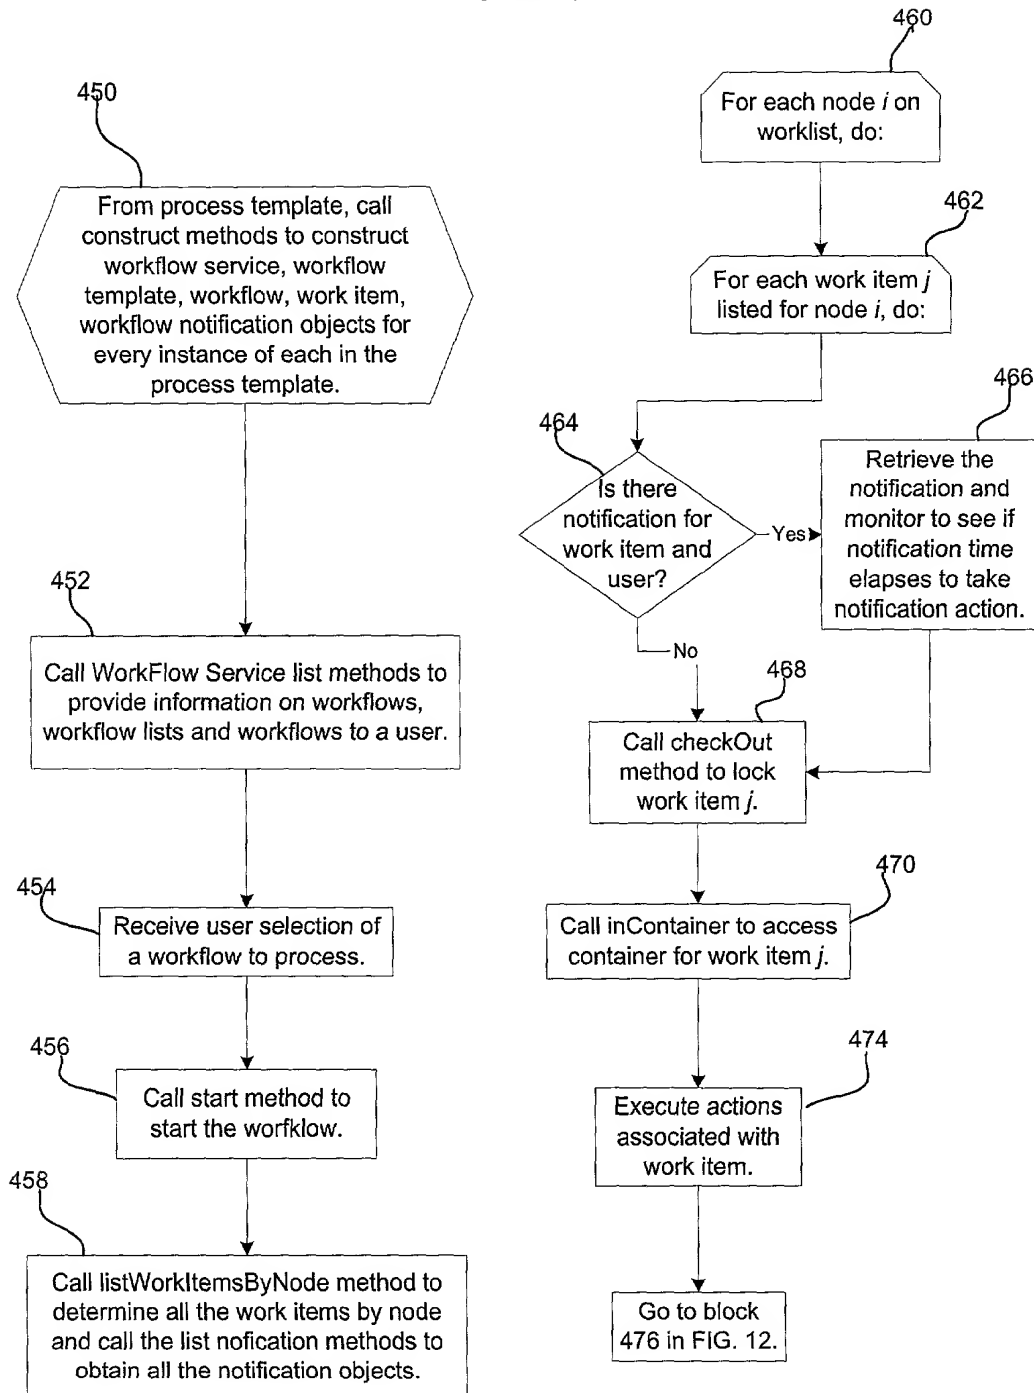 450
From process template, call
construct methods to construct
workflow service, workflow
template, workflow, work item,
workflow notification objects for
every instance of each in the
process template.
452
Call WorkFlow Service list methods to
provide information on workflows,
workflow lists and workflows to a user.
454
Receive user selection of
a workflow to process.
456
Call start method to
start the worfklow.
458
Call listWorkItemsByNode method to
determine all the work items by node
and call the list nofication methods to
obtain all the notification objects.
460
For each node i on
worklist, do:
462
For each work item j
listed for node i, do:
464
Is there
notification for
work item and
user?
Yes
No
466
Retrieve the
notification and
monitor to see if
notification time
elapses to take
notification action.
468
Call checkOut
method to lock
work item j.
470
Call inContainer to access
container for work item j.
474
Execute actions
associated with
work item.
Go to block
476 in FIG. 12.